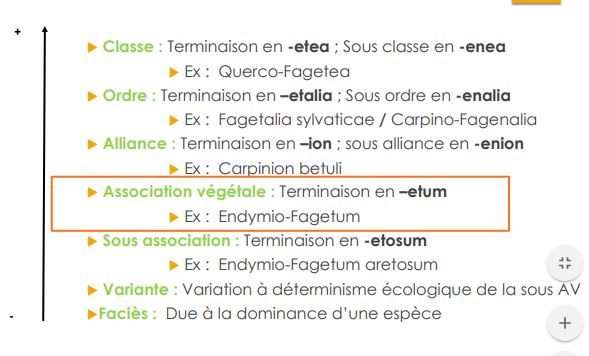 +
Classe : Terminaison en -etea ; Sous classe en -enea
Ex : Querco-Fagetea
Ordre : Terminaison en –etalia ; Sous ordre en -enalia
Ex : Fagetalia sylvaticae / Carpino-Fagenalia
Alliance : Terminaison en –ion ; sous alliance en -enion
Ex : Carpinion betuli
Association végétale : Terminaison en –etum
Ex : Endymio-Fagetum
Sous association : Terminaison en -etosum
Ex : Endymio-Fagetum aretosum
Variante : Variation à déterminisme écologique de la sous AV
Faciès : Due à la dominance d'une espèce
-